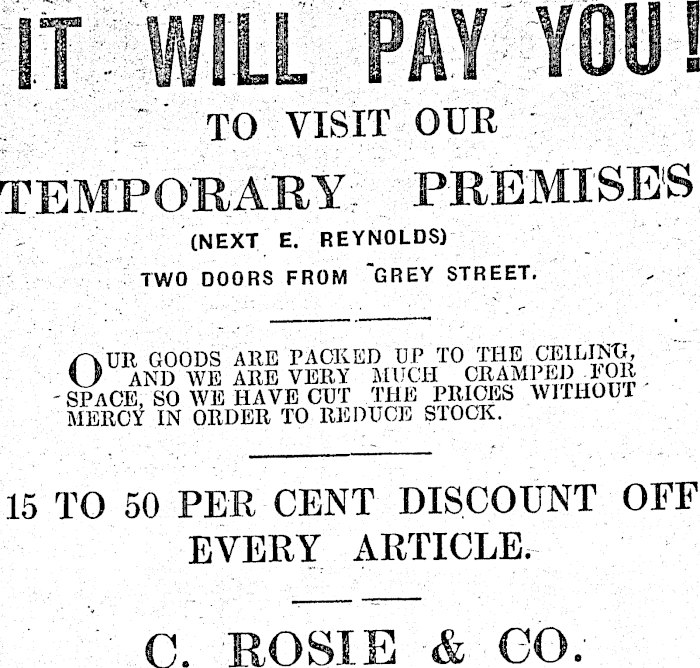 IT WILL PAY YOU!
TO VISIT OUR
TEMPORARY PREMISES
(NEXT E. REYNOLDS)
TWO DOORS FROM GREY STREET.
OUR GOODS ARE PACKED UP TO THE CEILING,
AND WE ARE VERY MUCH CRAMPED FOR
SPACE, SO WE HAVE CUT THE PRICES WITHOUT
MERCY IN ORDER TO REDUCE STOCK.
15 TO 50 PER CENT DISCOUNT OFF
EVERY ARTICLE.
C. ROSIE & CO.